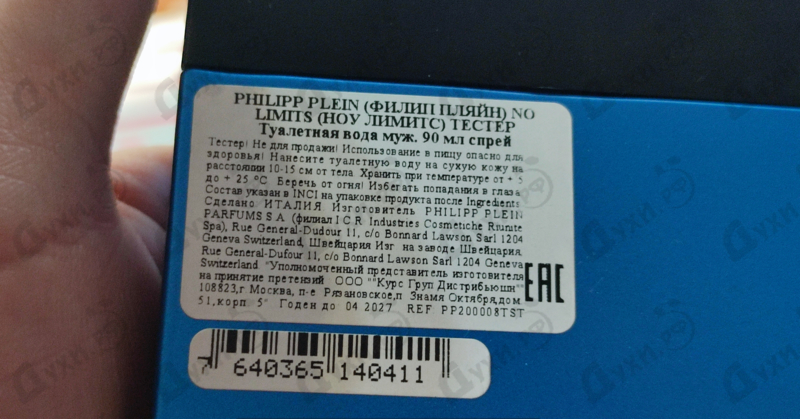 PHILIPP PLEIN (ФИЛИП ПЛЯЙН) NO
LIMITS (НОУ ЛИМИТС) ТЕСТЕР
Туалетная вода муж. 90 мл спрей
Тестер! Не для продажи! Использование в пищу опасно для
здоровья! Нанесите туалетную воду на сухую кожу на
расстоянии 10-15 см от тела. Хранить при температуре от + 5
до + 25 °C Беречь от огня! Избегать попадания в глаза
Состав указан в INCI на упаковке продукта после Ingredients
Сделано ИТАЛИЯ. Изготовитель PHILIPP PLEIN
PARFUMS S.A (филиал I C R Industries Cosmetiche Riunite
Spa), Rue General-Dudour 11, c/o Bonnard Lawson Sarl 1204
Geneva Switzerland, Швейцария Изг на заводе Швейцария.
Rue General-Dufour 11, c/o Bonnard Lawson Sarl 1204 Geneva
Switzerland "Уполномоченный представитель изготовителя
на принятие претензий ООО ""Курс Груп Дистрибьюшн""
108823,г Москва, п-е Рязановское,п Знамя Октября,дом
51,корп 5" Годен до 04 2027 REF PP200008TST
EAC
7 640365 140411